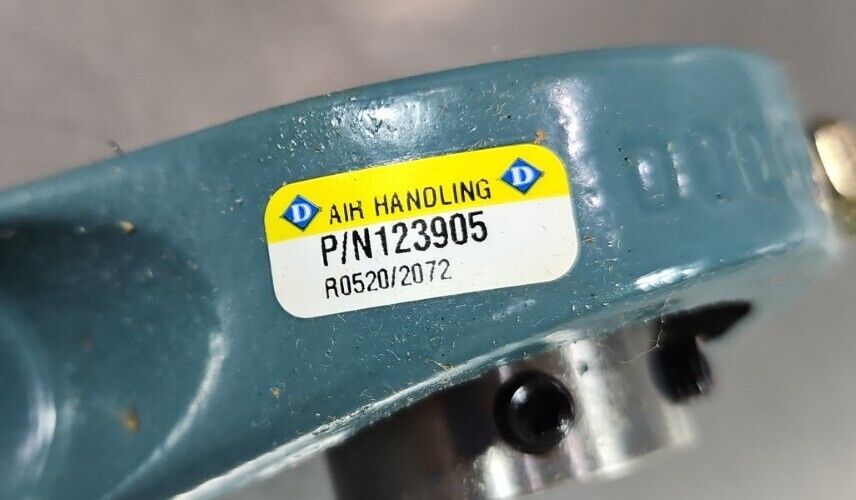 D AIR HANDLING D
P/N123905
R0520/2072